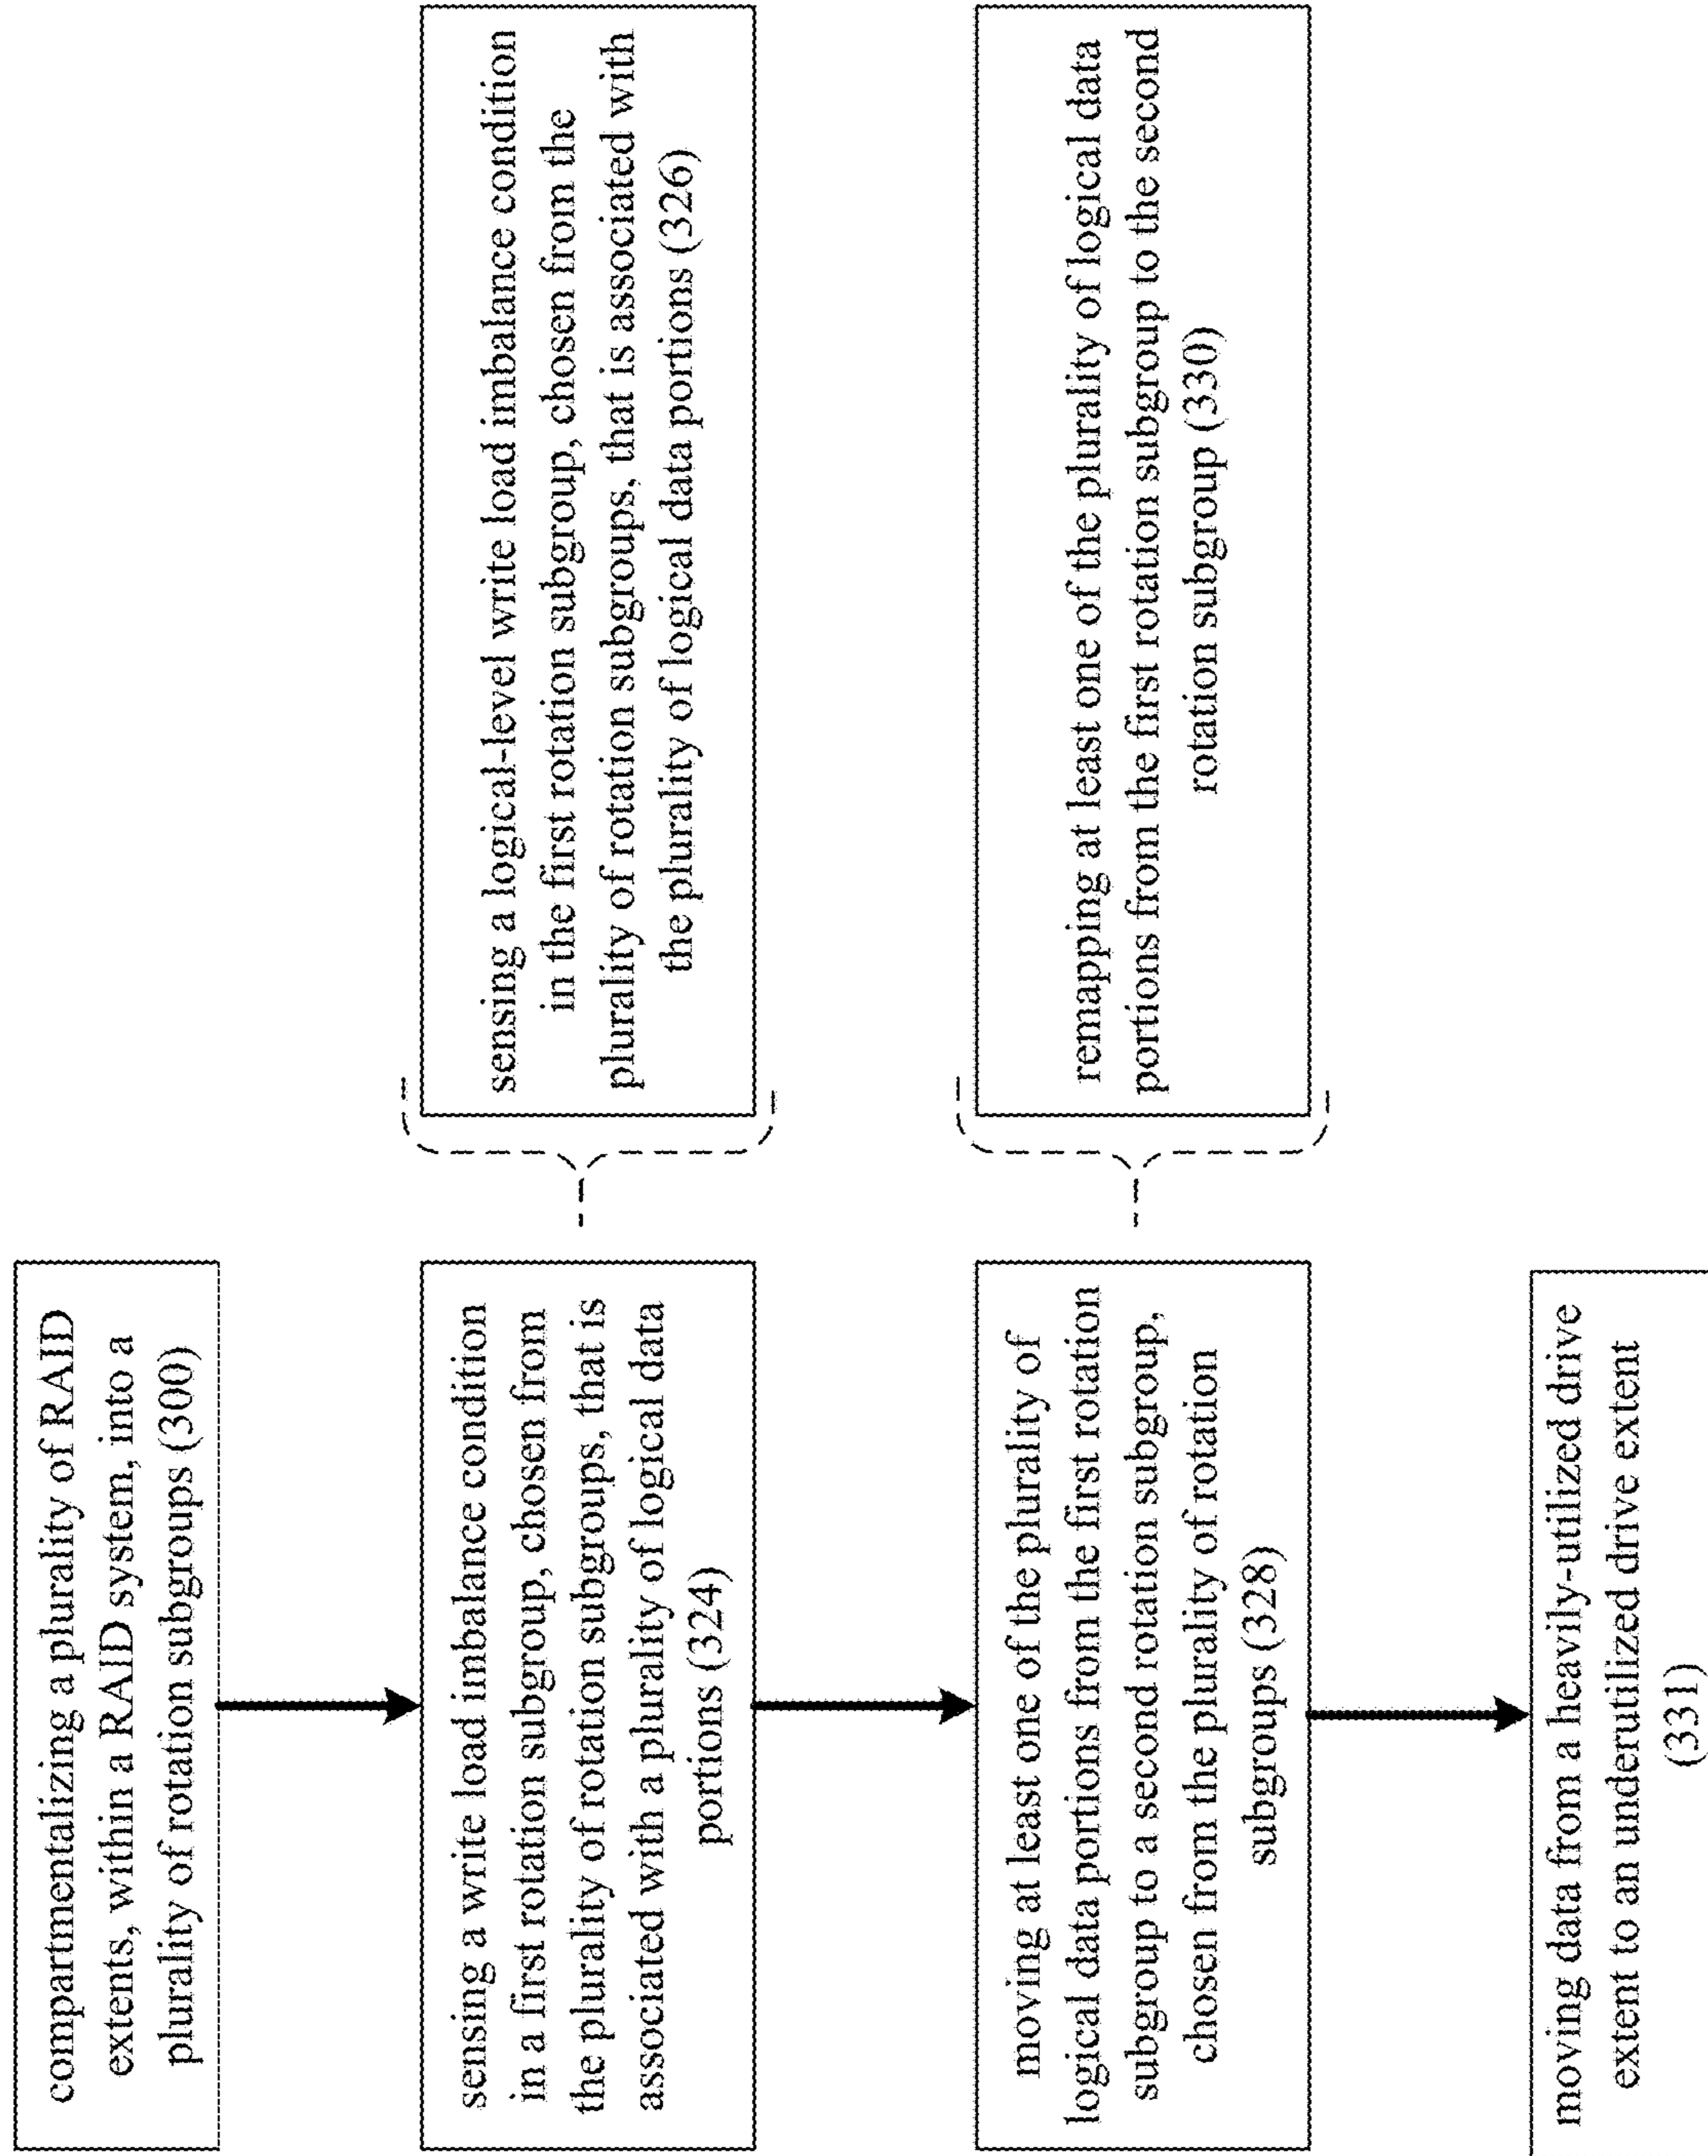 compartmentalizing a plurality of RAID
extents, within a RAID system, into a
plurality of rotation subgroups (300)
sensing a write load imbalance condition
in a first rotation subgroup, chosen from
the plurality of rotation subgroups, that is
associated with a plurality of logical data
portions (324)
sensing a logical-level write load imbalance condition
in the first rotation subgroup, chosen from the
plurality of rotation subgroups, that is associated with
the plurality of logical data portions (326)
moving at least one of the plurality of
logical data portions from the first rotation
subgroup to a second rotation subgroup,
chosen from the plurality of rotation
subgroups (328)
remapping at least one of the plurality of logical data
portions from the first rotation subgroup to the second
rotation subgroup (330)
moving data from a heavily-utilized drive
extent to an underutilized drive extent
(331)